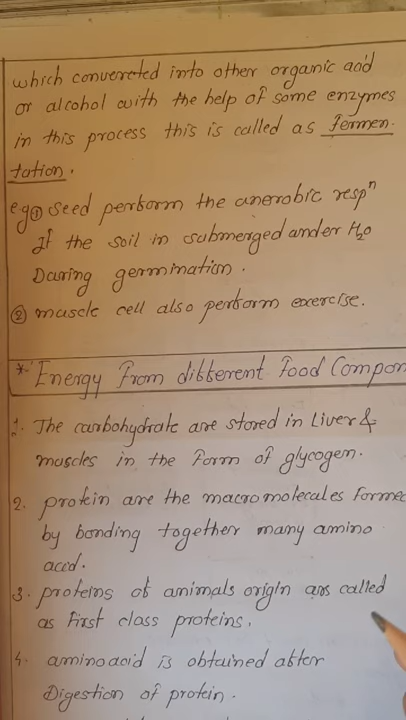 which convereted into other organic acid
or alcohol with the help of some enzymes
in this process this is called as Fermen-
tation.
eg ① Seed perform the anerobic respⁿ
If the soil in submerged under H₂o
During germination.
② muscle cell also perform exercise.
* Energy From different Food Compon
1. The carbohydrate are stored in Liver &
muscles in the Form of glycogen.
2. protein are the macromolecules Forme
by bonding together many amino
acid.
3. proteins of animals origin are called
as First class proteins.
4. amino acid is obtained after
Digestion of protein.